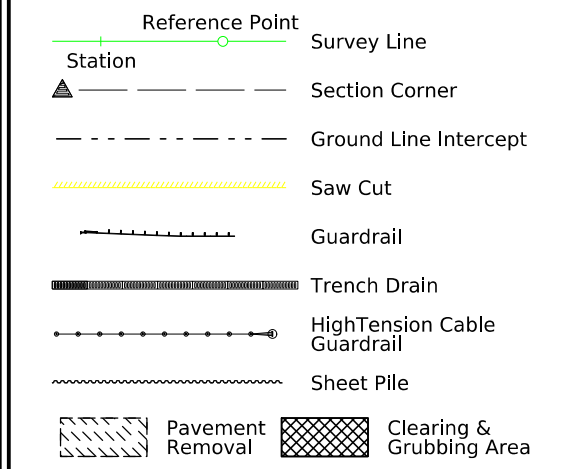 Reference Point
Survey Line
Station
Section Corner
Ground Line Intercept
Saw Cut
Guardrail
Trench Drain
HighTension Cable
Guardrail
Sheet Pile
Pavement
Removal
Clearing &
Grubbing Area